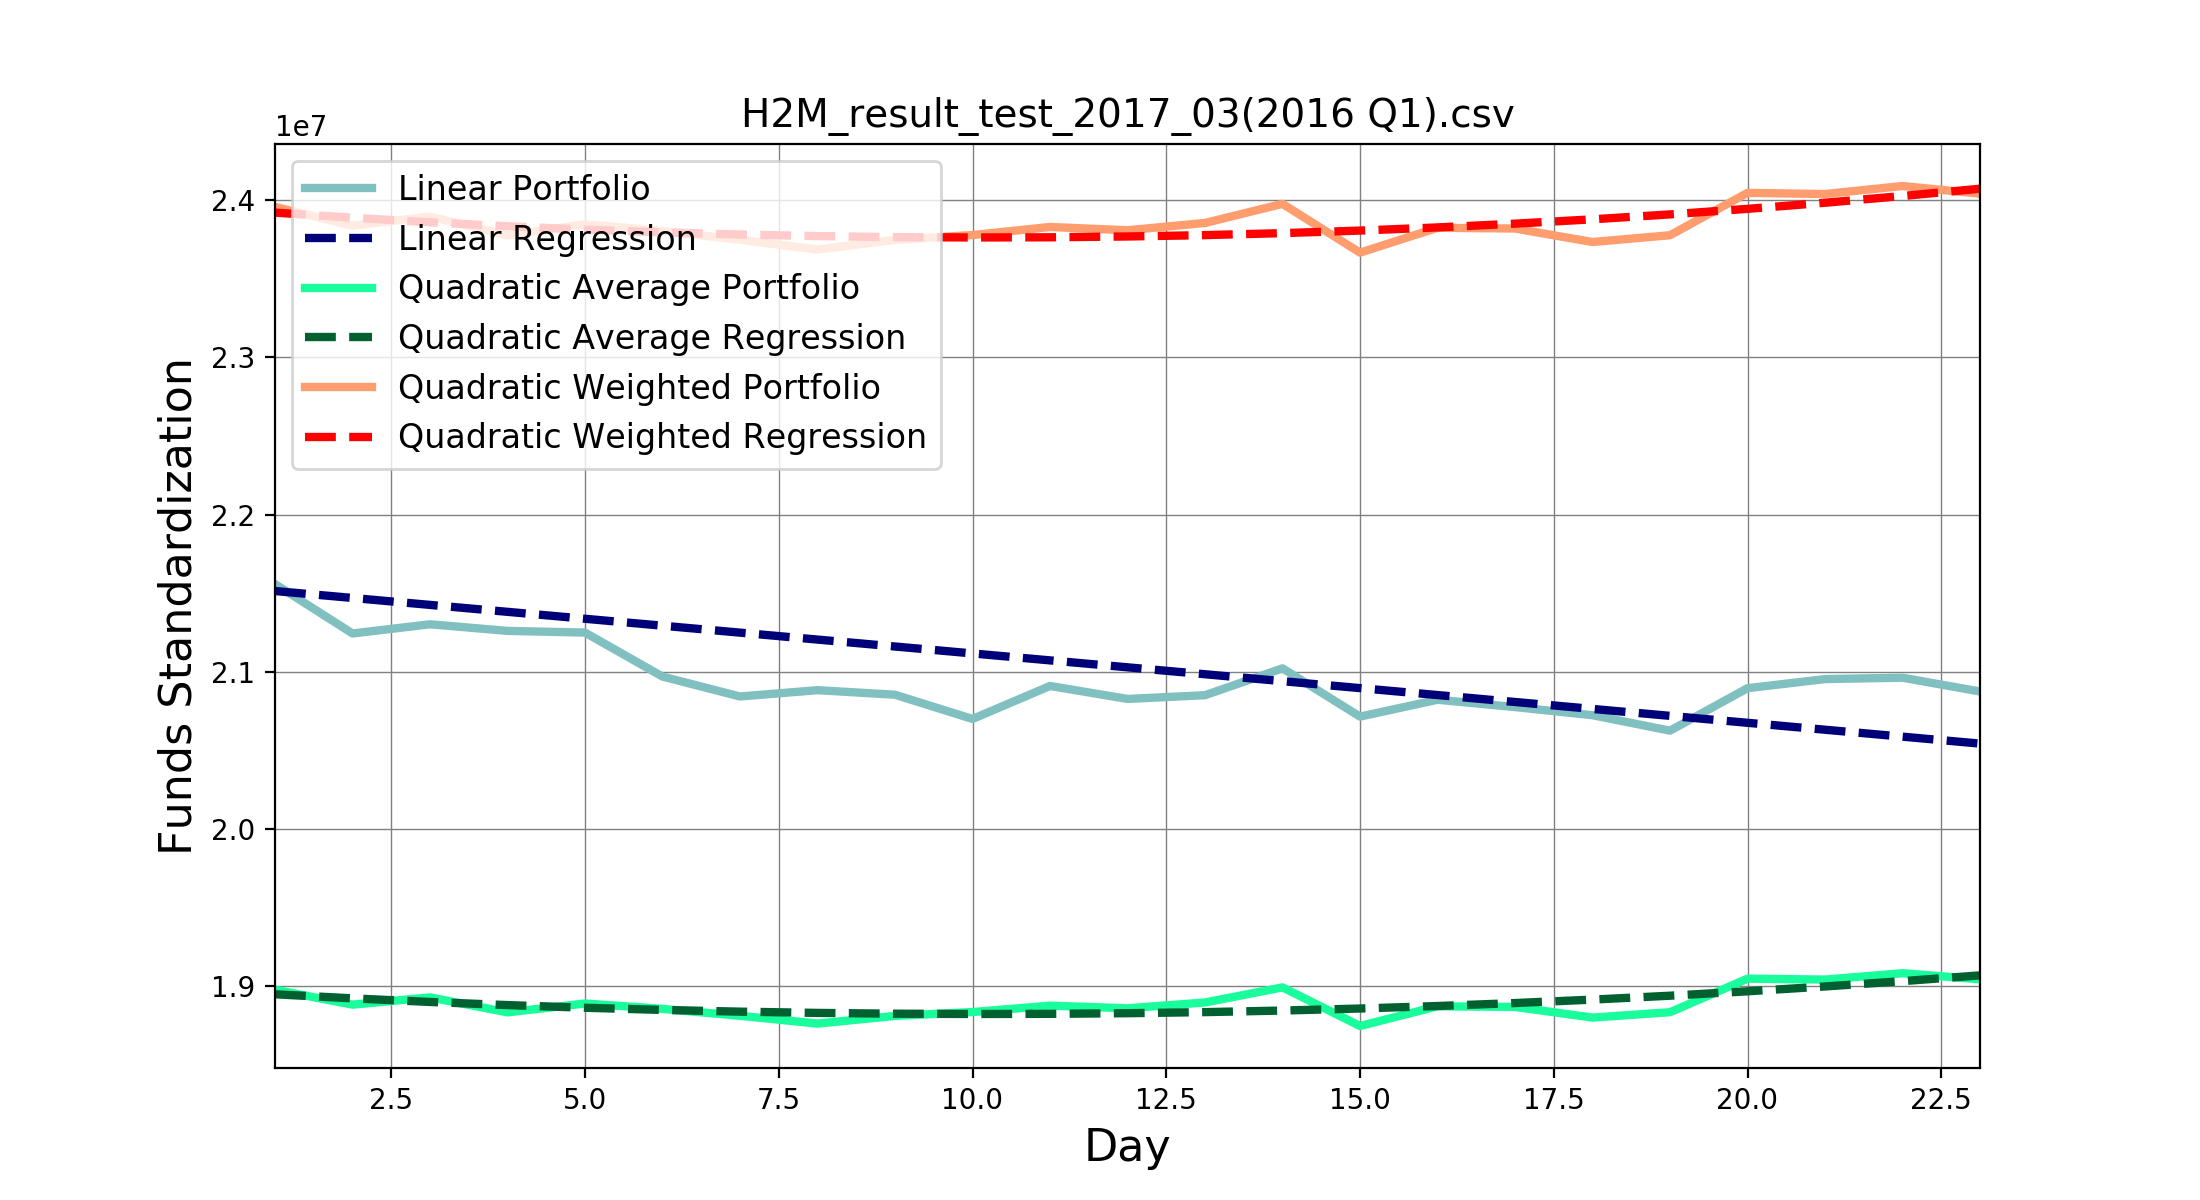 H2M_result_test_2017_03(2016 Q1).csv
1e7
Linear Portfolio
Linear Regression
Quadratic Average Portfolio
Quadratic Average Regression
Quadratic Weighted Portfolio
Quadratic Weighted Regression
2.4
2.3
2.2
2.1
2.0
1.9
Funds Standardization
2.5 5.0 7.5 10.0 12.5 15.0 17.5 20.0 22.5
Day